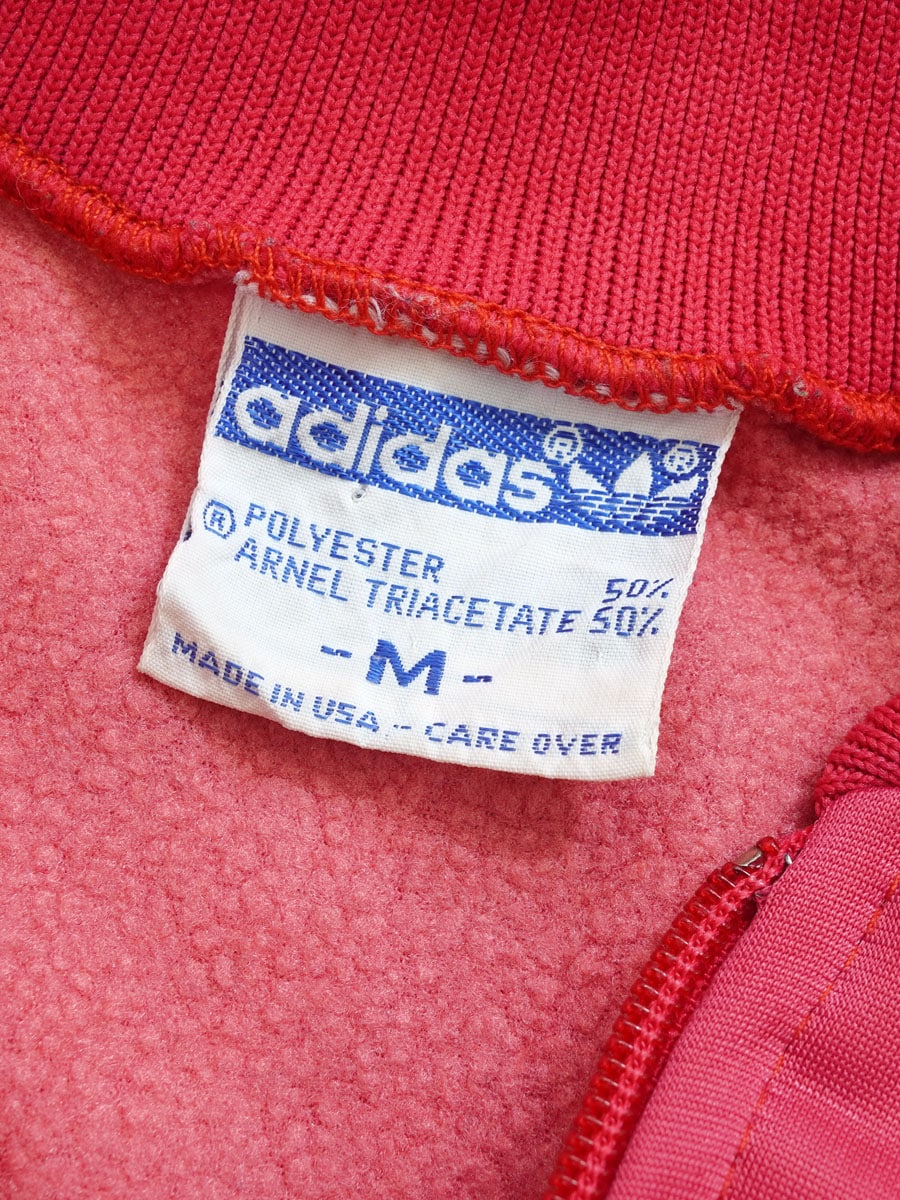 adidas®
®
® POLYESTER 50%
ARNEL TRIACETATE 50%
- M -
MADE IN USA - CARE OVER